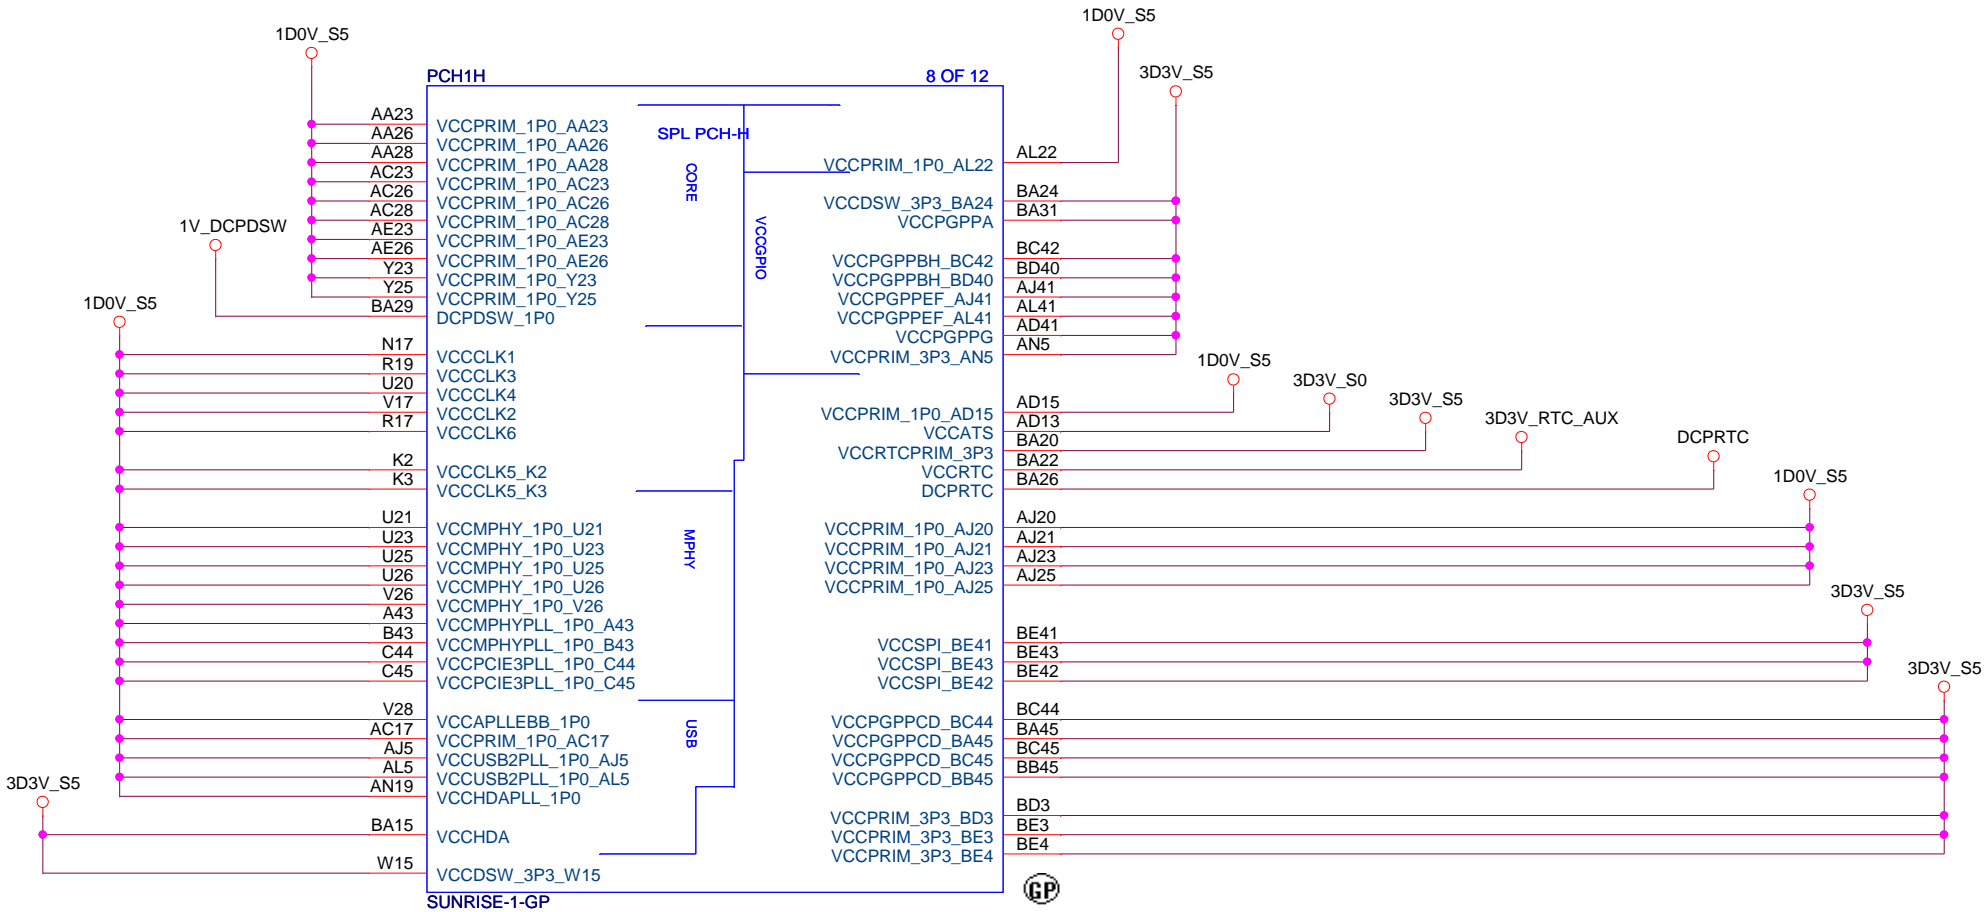 1D0V_S5
1D0V_S5
3D3V_S5
PCH1H
8 OF 12
SPL PCH-H
CORE
VCCGPIO
MPHY
USB
1V_DCPDSW
1D0V_S5
3D3V_S5
AA23 VCCPRIM_1P0_AA23
AA26 VCCPRIM_1P0_AA26
AA28 VCCPRIM_1P0_AA28
AC23 VCCPRIM_1P0_AC23
AC26 VCCPRIM_1P0_AC26
AC28 VCCPRIM_1P0_AC28
AE23 VCCPRIM_1P0_AE23
AE26 VCCPRIM_1P0_AE26
Y23 VCCPRIM_1P0_Y23
Y25 VCCPRIM_1P0_Y25
BA29 DCPDSW_1P0
N17 VCCCLK1
R19 VCCCLK3
U20 VCCCLK4
V17 VCCCLK2
R17 VCCCLK6
K2 VCCCLK5_K2
K3 VCCCLK5_K3
U21 VCCMPHY_1P0_U21
U23 VCCMPHY_1P0_U23
U25 VCCMPHY_1P0_U25
U26 VCCMPHY_1P0_U26
V26 VCCMPHY_1P0_V26
A43 VCCMPHYPLL_1P0_A43
B43 VCCMPHYPLL_1P0_B43
C44 VCCPCIE3PLL_1P0_C44
C45 VCCPCIE3PLL_1P0_C45
V28 VCCAPLLEBB_1P0
AC17 VCCPRIM_1P0_AC17
AJ5 VCCUSB2PLL_1P0_AJ5
AL5 VCCUSB2PLL_1P0_AL5
AN19 VCCHDAPLL_1P0
BA15 VCCHDA
W15 VCCDSW_3P3_W15
VCCPRIM_1P0_AL22 AL22
VCCDSW_3P3_BA24 BA24
VCCPGPPA BA31
VCCPGPPBH_BC42 BC42
VCCPGPPBH_BD40 BD40
VCCPGPPEF_AJ41 AJ41
VCCPGPPEF_AL41 AL41
VCCPGPPG AD41
VCCPRIM_3P3_AN5 AN5
1D0V_S5
3D3V_S0
3D3V_S5
3D3V_RTC_AUX
DCPRTC
1D0V_S5
VCCPRIM_1P0_AD15 AD15
VCCATS AD13
VCCRTCPRIM_3P3 BA20
VCCRTC BA22
DCPRTC BA26
VCCPRIM_1P0_AJ20 AJ20
VCCPRIM_1P0_AJ21 AJ21
VCCPRIM_1P0_AJ23 AJ23
VCCPRIM_1P0_AJ25 AJ25
3D3V_S5
VCCSPI_BE41 BE41
VCCSPI_BE43 BE43
VCCSPI_BE42 BE42
3D3V_S5
VCCPGPPCD_BC44 BC44
VCCPGPPCD_BA45 BA45
VCCPGPPCD_BC45 BC45
VCCPGPPCD_BB45 BB45
VCCPRIM_3P3_BD3 BD3
VCCPRIM_3P3_BE3 BE3
VCCPRIM_3P3_BE4 BE4
SUNRISE-1-GP
GP